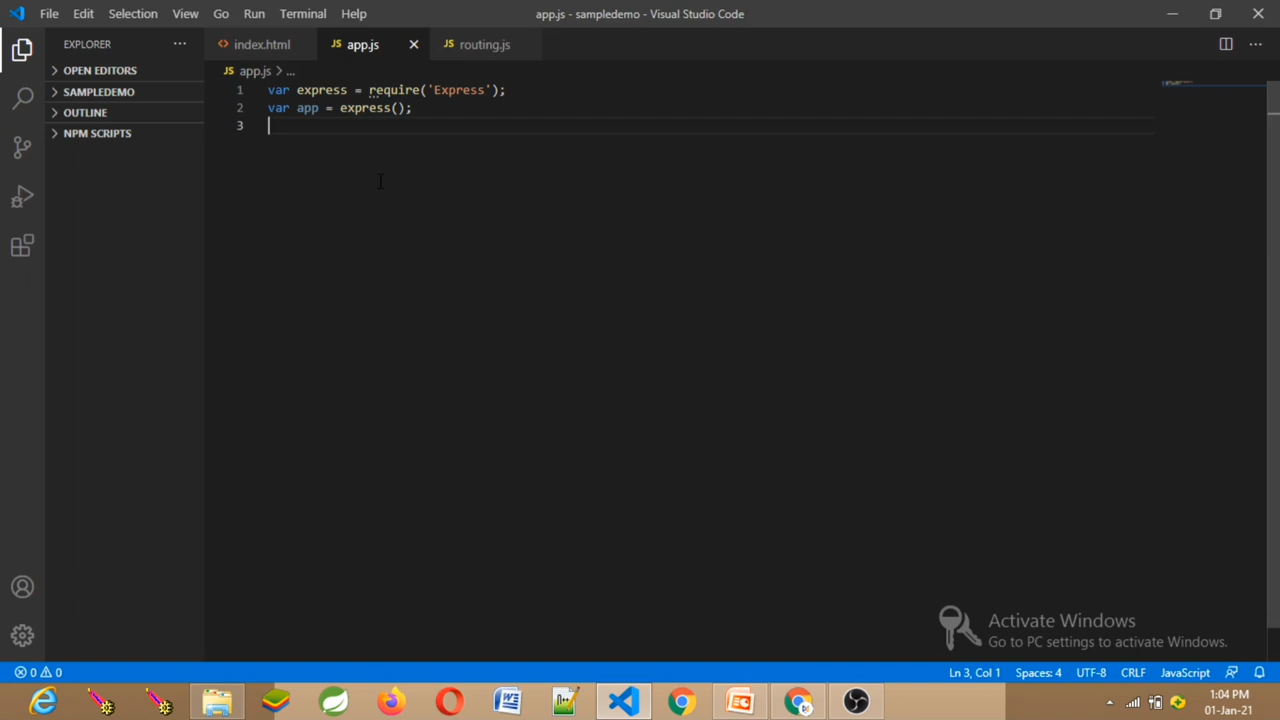 File Edit Selection View Go Run Terminal Help
app.js - sampledemo - Visual Studio Code
EXPLORER ...
index.html
JS app.js
JS routing.js
OPEN EDITORS
SAMPLEDEMO
OUTLINE
NPM SCRIPTS
JS app.js > ...
1 var express = require('Express');
2 var app = express();
3
Activate Windows
Go to PC settings to activate Windows.
0 0
Ln 3, Col 1 Spaces: 4 UTF-8 CRLF JavaScript
1:04 PM
01-Jan-21